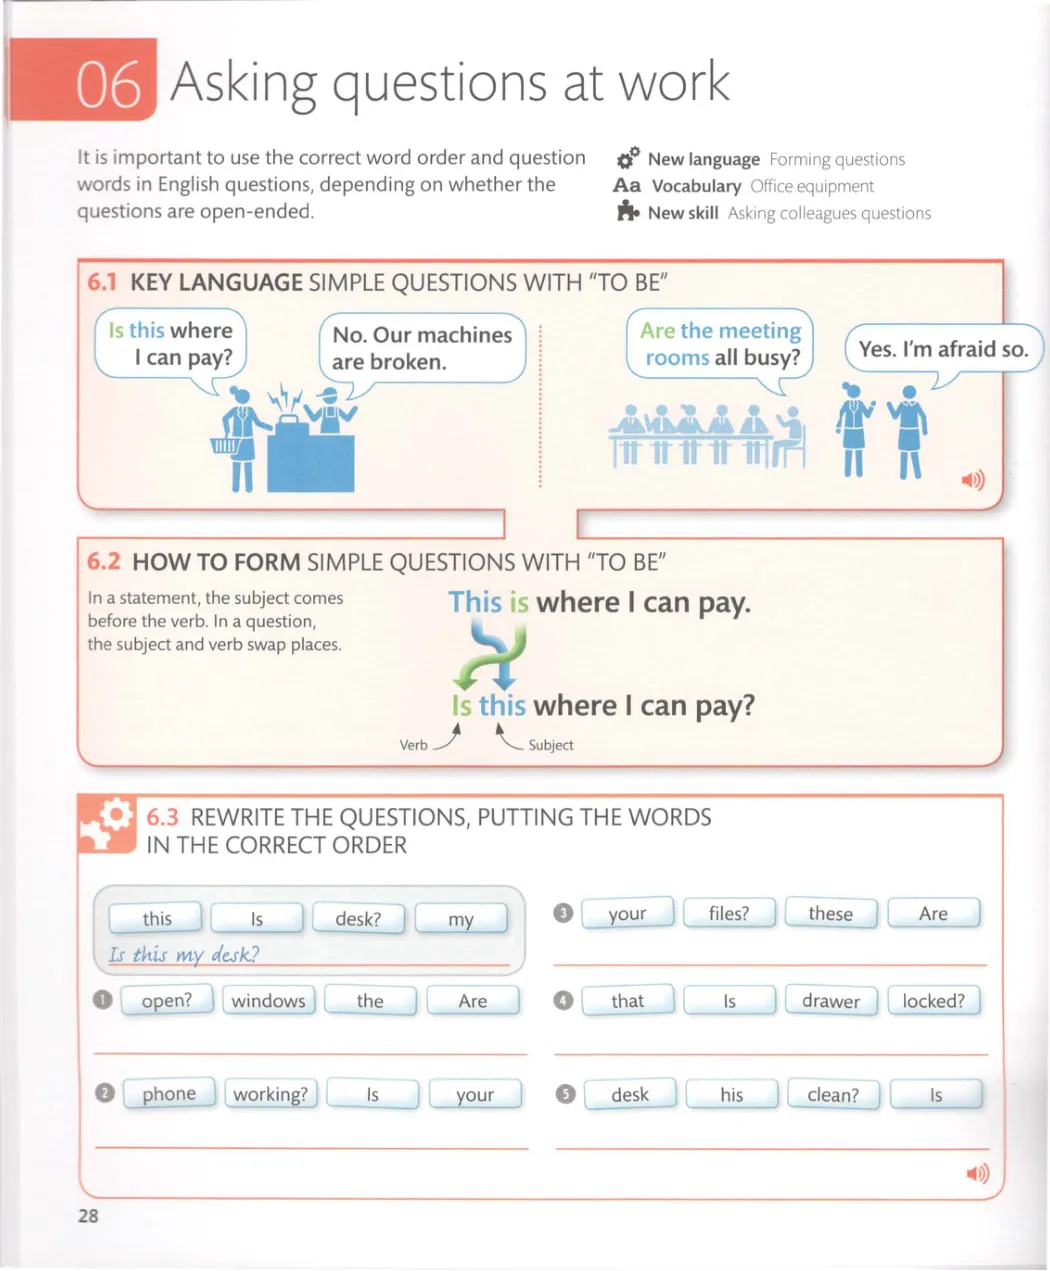 06 Asking questions at work
It is important to use the correct word order and question
words in English questions, depending on whether the
questions are open-ended.
New language Forming questions
Aa Vocabulary Office equipment
New skill Asking colleagues questions
6.1 KEY LANGUAGE SIMPLE QUESTIONS WITH "TO BE"
Is this where
I can pay?
No. Our machines
are broken.
Are the meeting
rooms all busy?
Yes. I'm afraid so.
6.2 HOW TO FORM SIMPLE QUESTIONS WITH "TO BE"
In a statement, the subject comes
before the verb. In a question,
the subject and verb swap places.
This is where I can pay.
Is this where I can pay?
Verb
Subject
6.3 REWRITE THE QUESTIONS, PUTTING THE WORDS
IN THE CORRECT ORDER
this Is desk? my
Is this my desk?
1 open? windows the Are
2 phone working? Is your
3 your files? these Are
4 that Is drawer locked?
5 desk his clean? Is
28